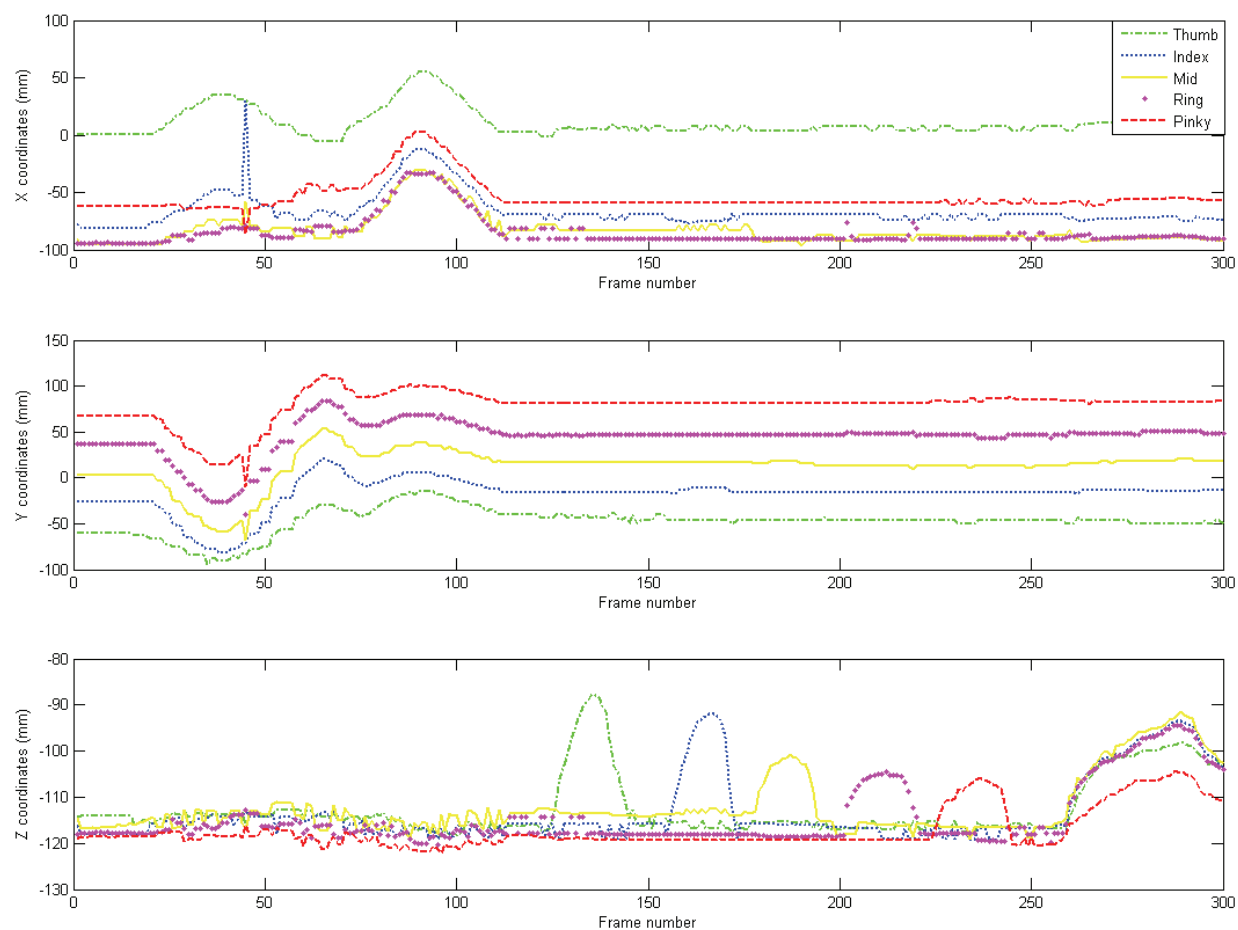 100
50
0
-50
-100
X coordinates (mm)
0 50 100 150 200 250 300
Frame number
Thumb
Index
Mid
Ring
Pinky
150
100
50
0
-50
-100
Y coordinates (mm)
0 50 100 150 200 250 300
Frame number
-80
-90
-100
-110
-120
-130
Z coordinates (mm)
0 50 100 150 200 250 300
Frame number